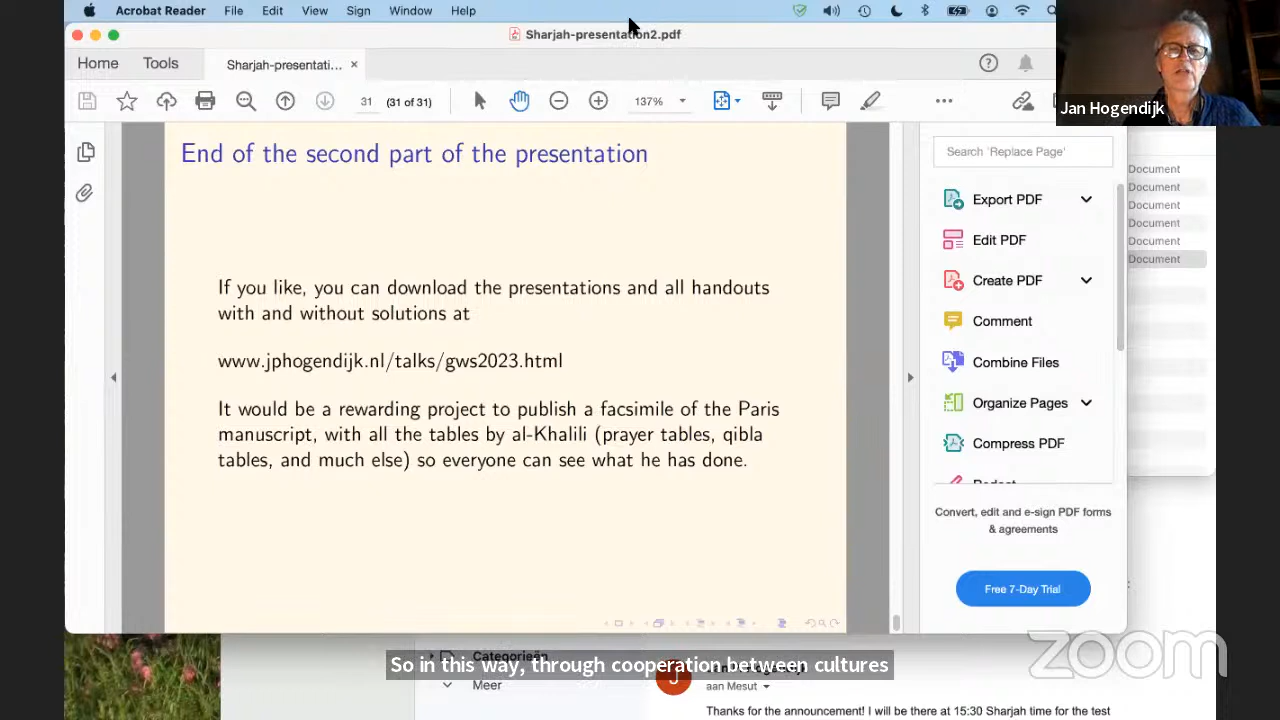 Acrobat Reader File Edit View Sign Window Help
Sharjah-presentation2.pdf
Home Tools Sharjah-presentati... ×
31 (31 of 31) 137%
Jan Hogendijk
End of the second part of the presentation
If you like, you can download the presentations and all handouts
with and without solutions at
www.jphogendijk.nl/talks/gws2023.html
It would be a rewarding project to publish a facsimile of the Paris
manuscript, with all the tables by al-Khalili (prayer tables, qibla
tables, and much else) so everyone can see what he has done.
Search 'Replace Page'
Export PDF
Edit PDF
Create PDF
Comment
Combine Files
Organize Pages
Compress PDF
Redact
Convert, edit and e-sign PDF forms
& agreements
Free 7-Day Trial
Document
Document
Document
Document
Document
Document
zoom
Categorieën
So in this way, through cooperation between cultures
Meer
J
aan Mesut
Thanks for the announcement! I will be there at 15:30 Sharjah time for the test